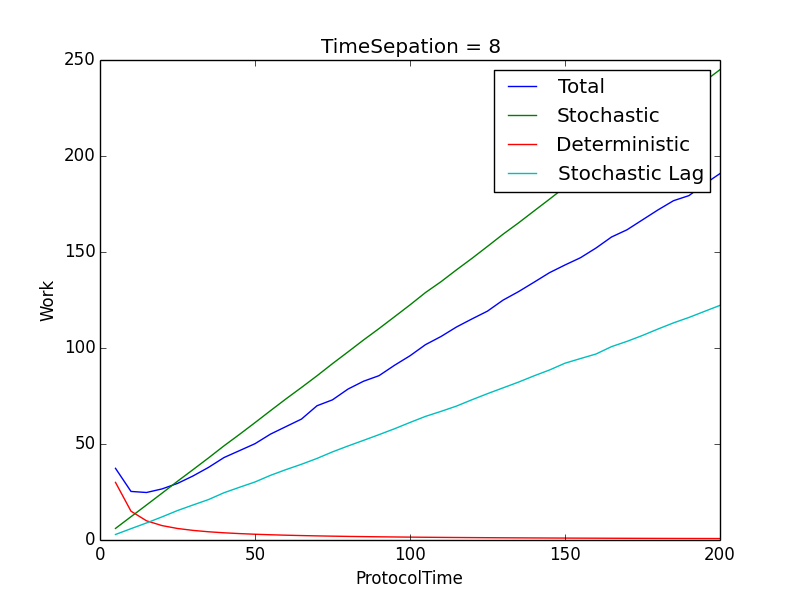 TimeSepation = 8
250
200
150
100
50
0
Work
Total
Stochastic
Deterministic
Stochastic Lag
0
50
100
150
200
ProtocolTime